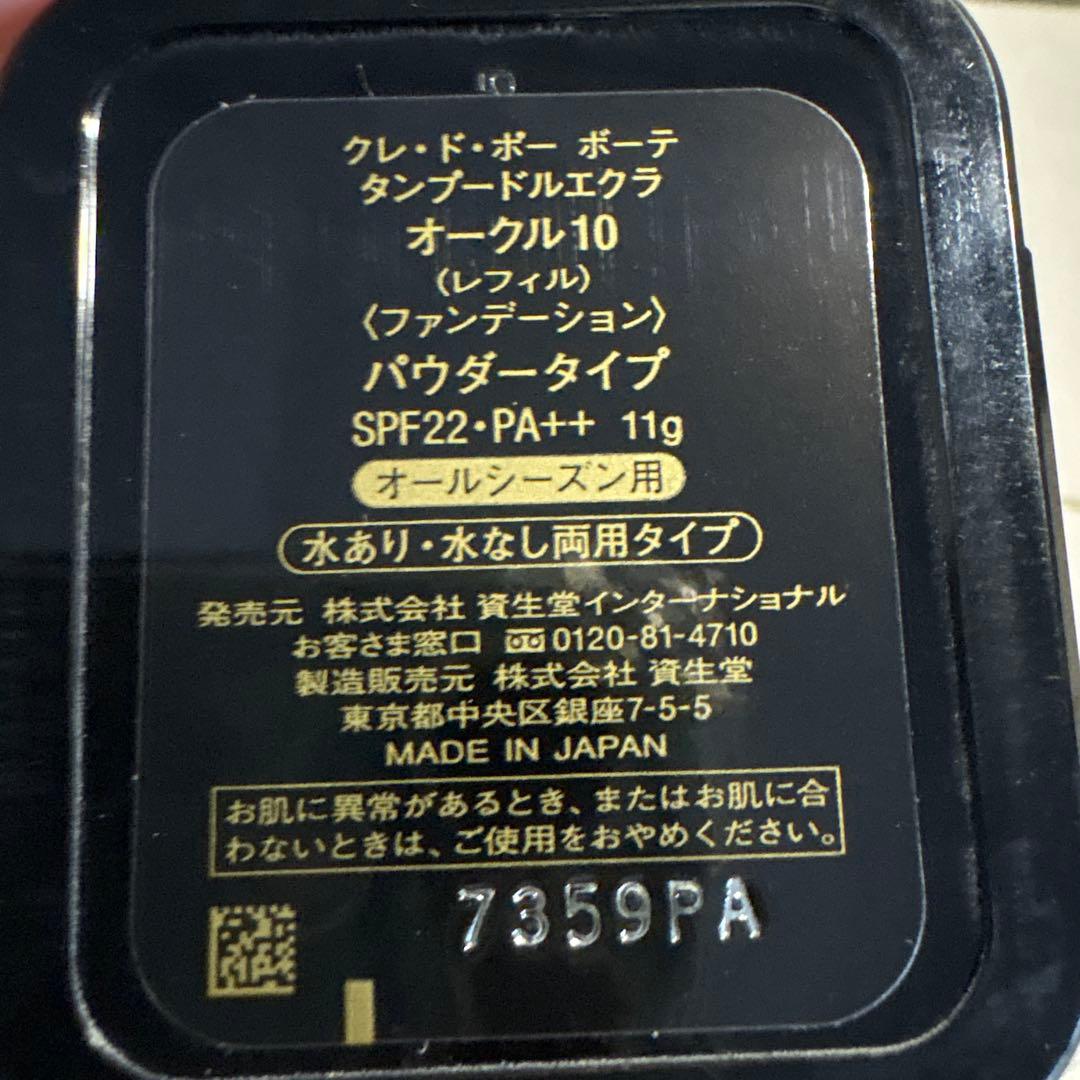 クレ・ド・ポー ボーテ
タンプードルエクラ
オークル10
(レフィル)
〈ファンデーション〉
パウダータイプ
SPF22・PA++ 11g
オールシーズン用
水あり・水なし両用タイプ
発売元 株式会社 資生堂インターナショナル
お客さま窓口 0120-81-4710
製造販売元 株式会社 資生堂
東京都中央区銀座7-5-5
MADE IN JAPAN
お肌に異常があるとき、またはお肌に合
わないときは、ご使用をおやめください。
7359PA